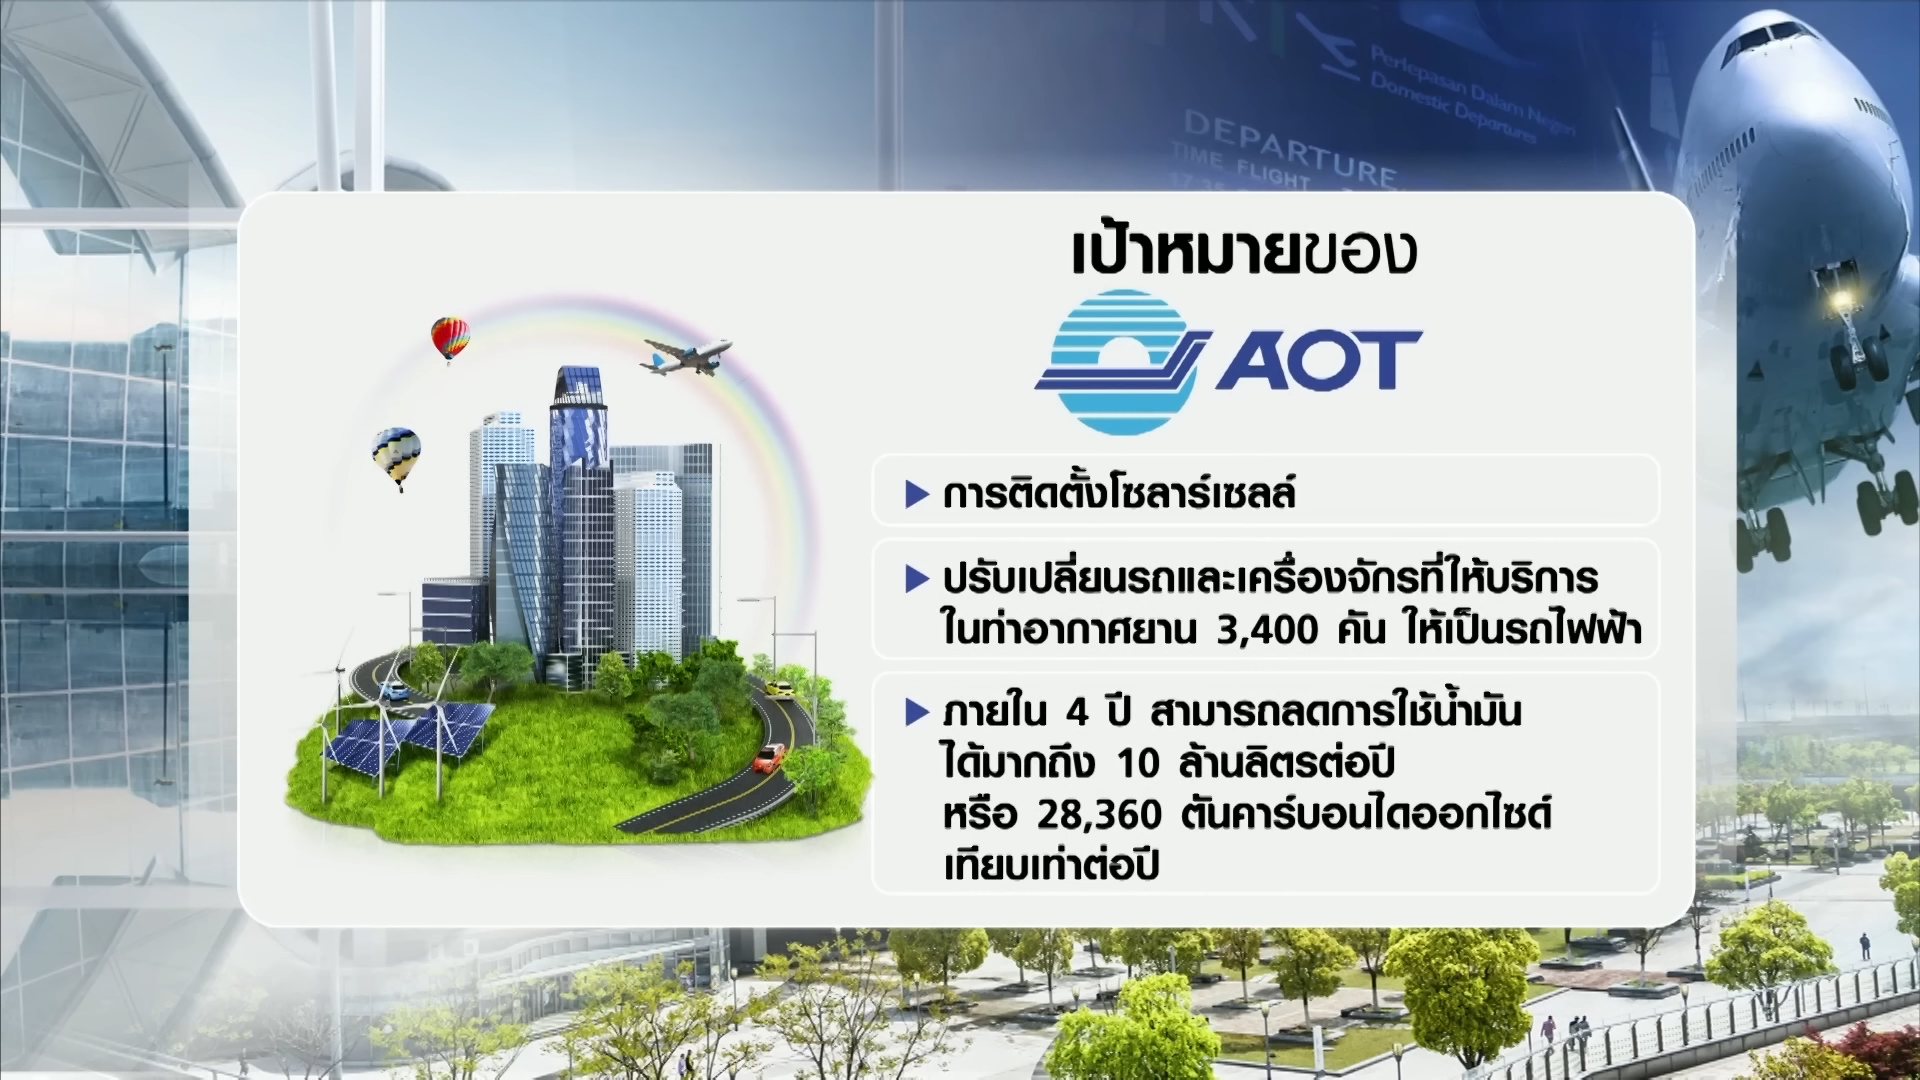 Perlepasan Dalam Negeri
Domestic Departures
DEPARTURE
TIME FLIGHT
เป้าหมายของ
AOT
การติดตั้งโซลาร์เซลล์
ปรับเปลี่ยนรถและเครื่องจักรที่ให้บริการ
ในท่าอากาศยาน 3,400 คัน ให้เป็นรถไฟฟ้า
ภายใน 4 ปี สามารถลดการใช้น้ำมัน
ได้มากถึง 10 ล้านลิตรต่อปี
หรือ 28,360 ตันคาร์บอนไดออกไซด์
เทียบเท่าต่อปี